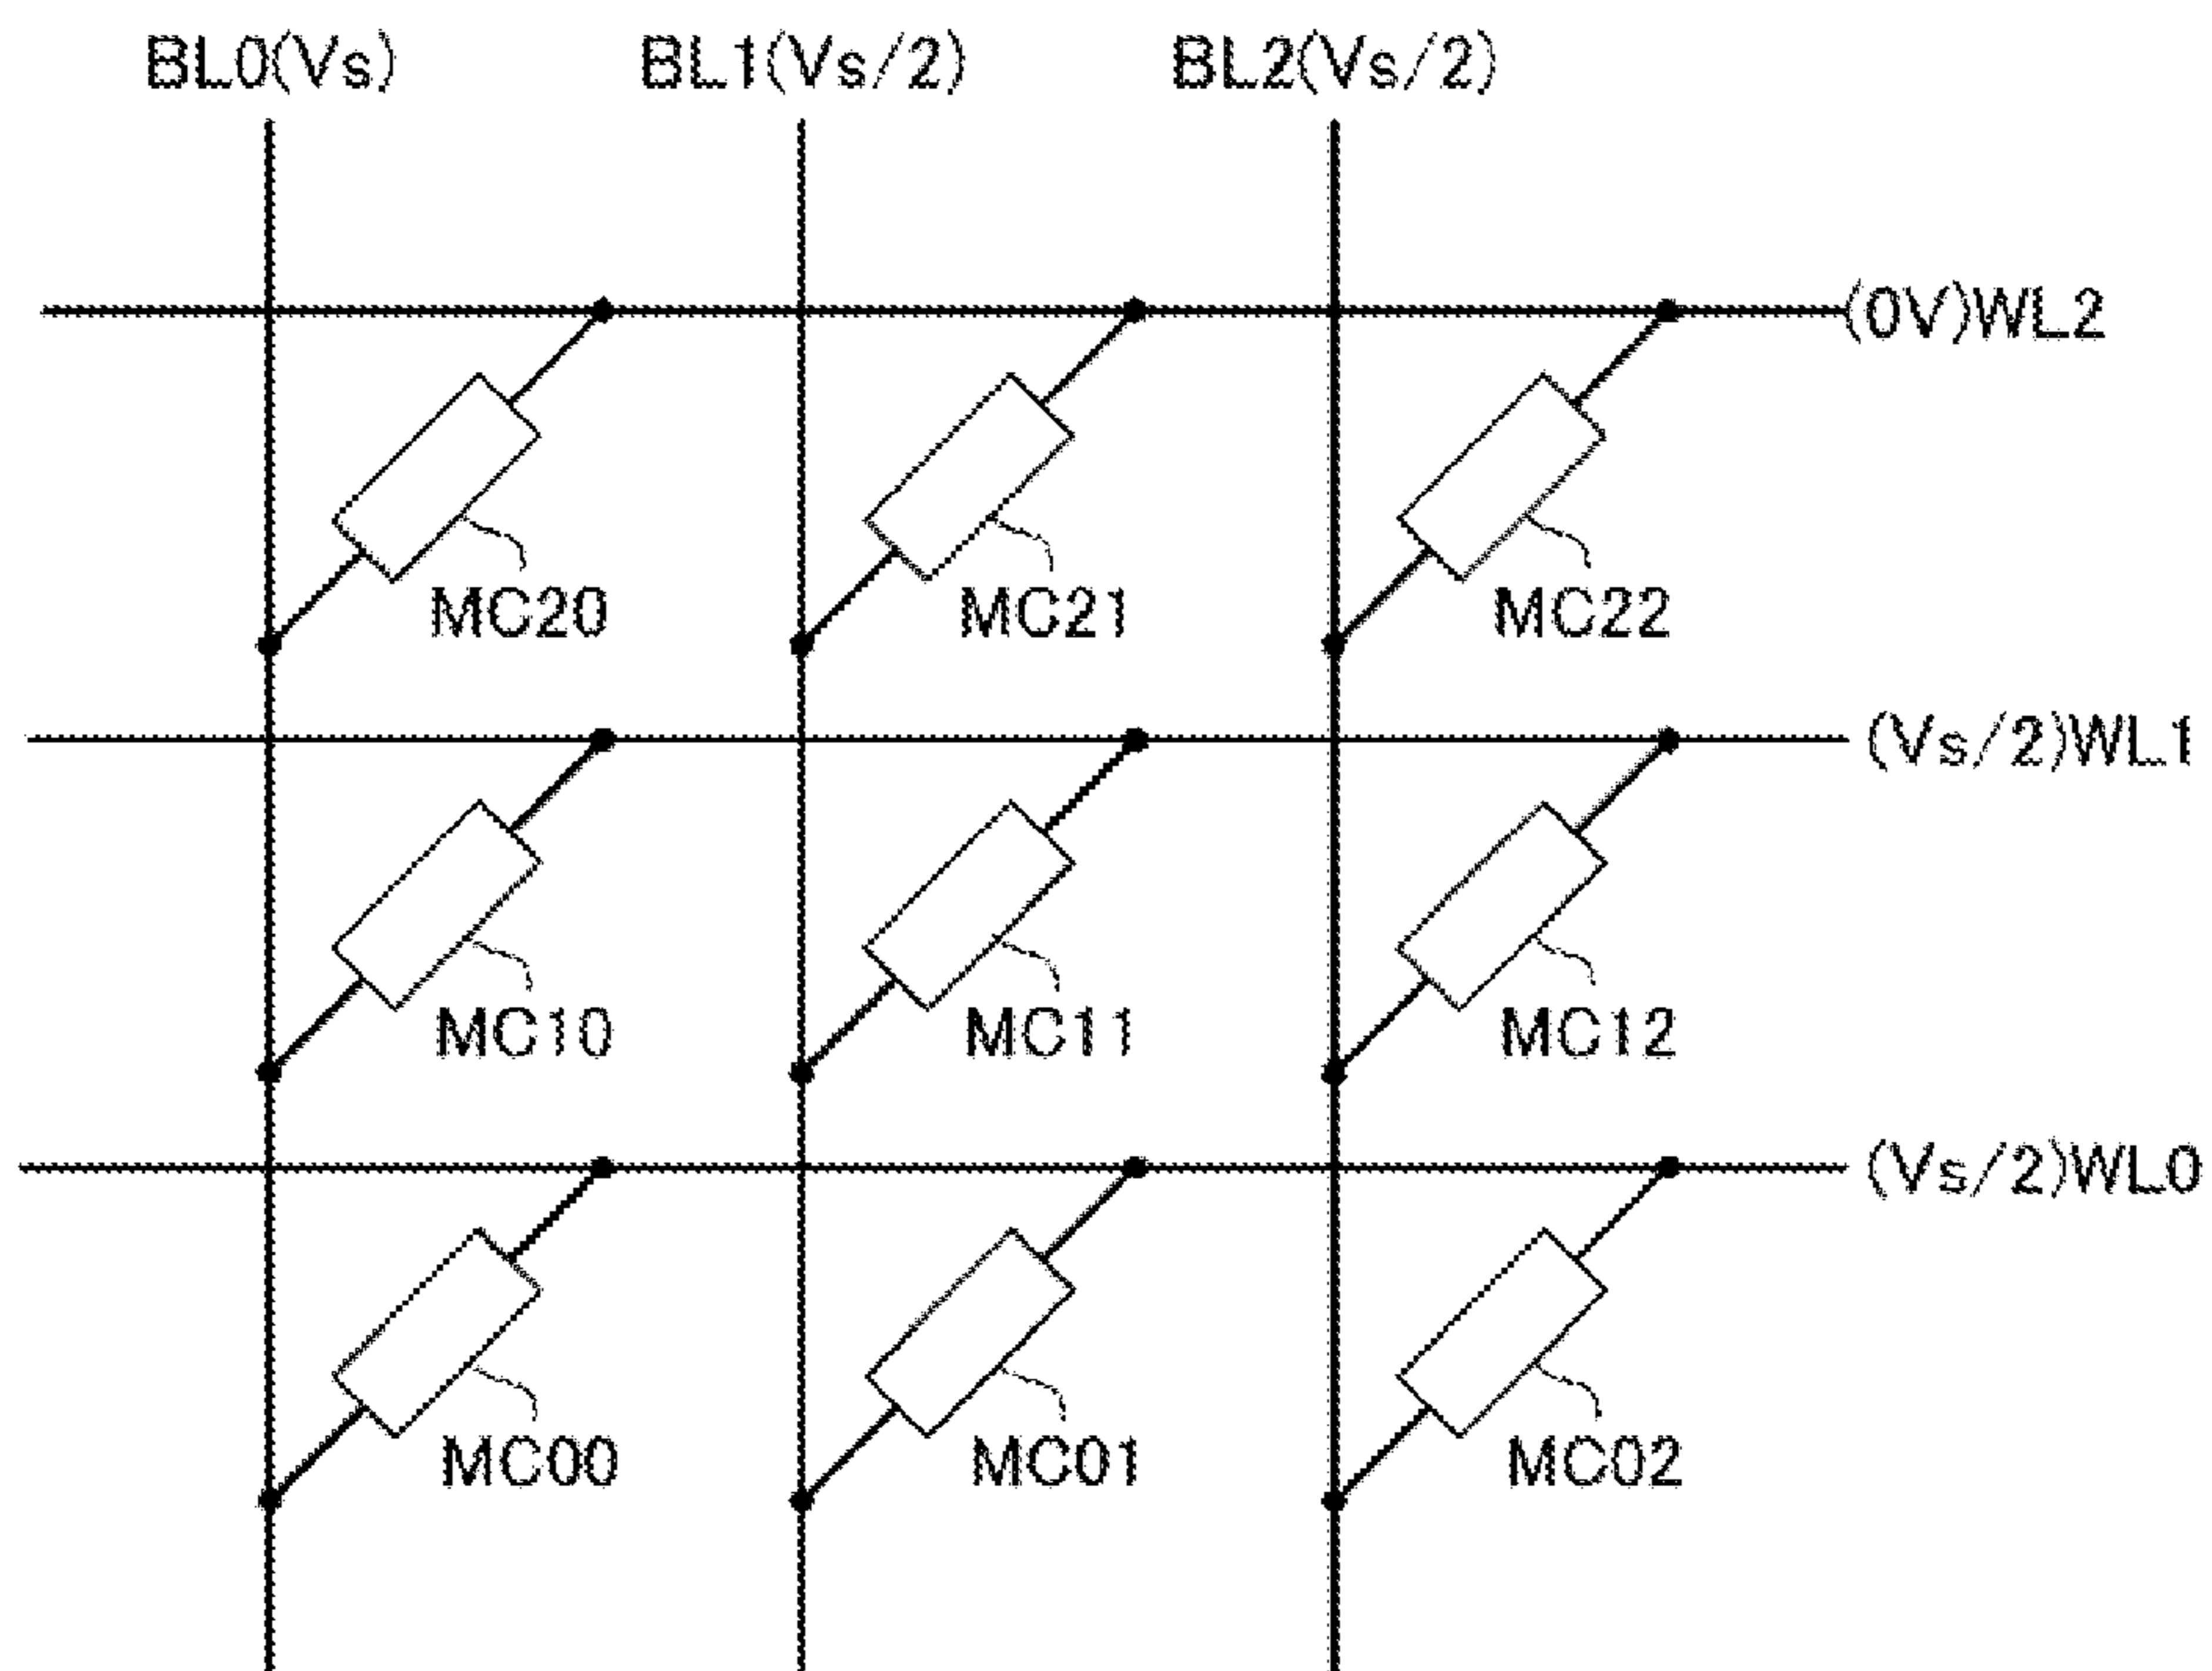 BL0(Vs) BL1(Vs/2) BL2(Vs/2)
(0V)WL2
MC20 MC21 MC22
(Vs/2)WL1
MC10 MC11 MC12
(Vs/2)WL0
MC00 MC01 MC02